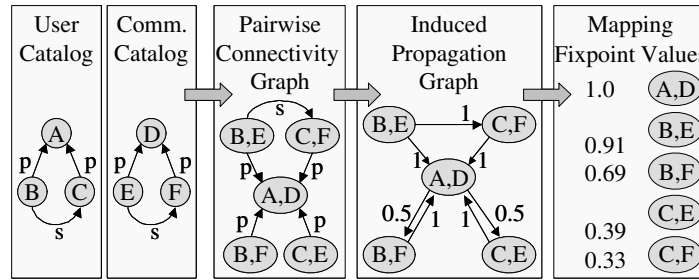 User
Catalog
A
p
p
B
C
s
Comm.
Catalog
D
p
p
E
F
s
Pairwise
Connectivity
Graph
s
B,E
C,F
p
p
A,D
p
p
B,F
C,E
Induced
Propagation
Graph
B,E
1
C,F
1
1
A,D
0.5
1
1
0.5
B,F
C,E
Mapping
Fixpoint Values
1.0 A,D
0.91 B,E
0.69 B,F
0.39 C,E
0.33 C,F